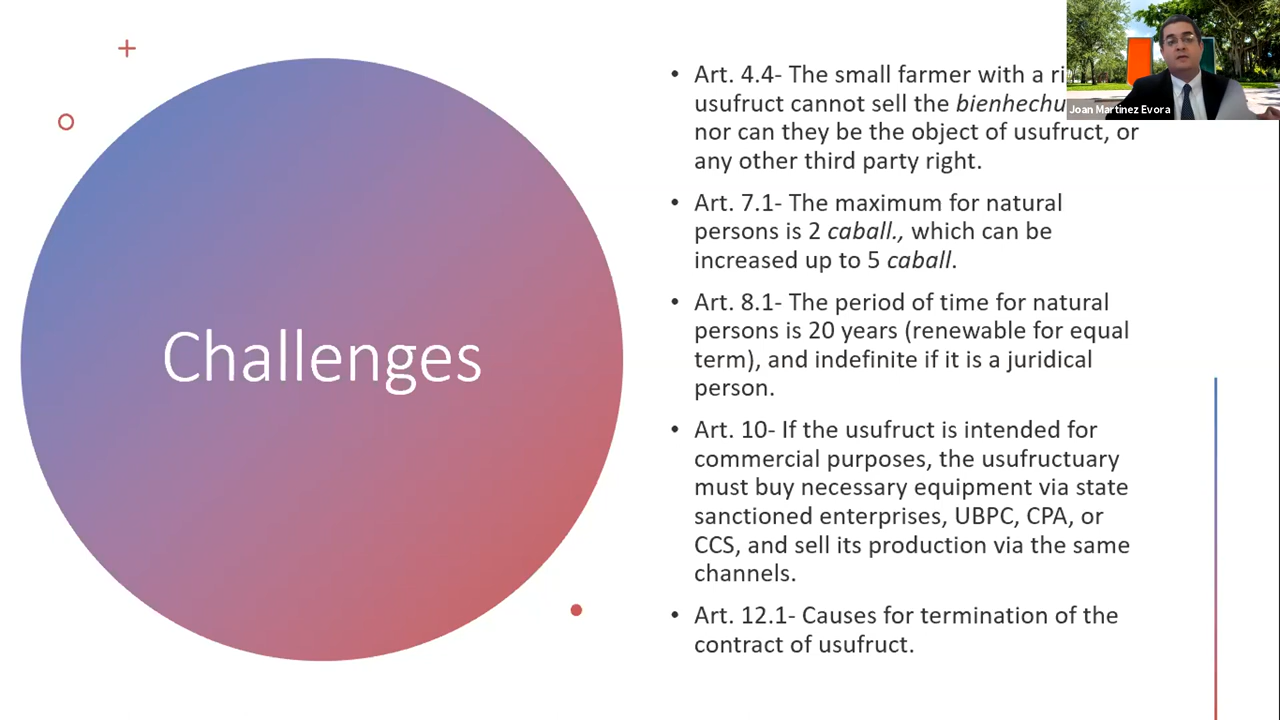 Challenges
• Art. 4.4- The small farmer with a
usufruct cannot sell the
nor can they be the object of usufruct, or
any other third party right.
• Art. 7.1- The maximum for natural
persons is 2 caball., which can be
increased up to 5 caball.
• Art. 8.1- The period of time for natural
persons is 20 years (renewable for equal
term), and indefinite if it is a juridical
person.
• Art. 10- If the usufruct is intended for
commercial purposes, the usufructuary
must buy necessary equipment via state
sanctioned enterprises, UBPC, CPA, or
CCS, and sell its production via the same
channels.
• Art. 12.1- Causes for termination of the
contract of usufruct.
Joan Martinez Evora